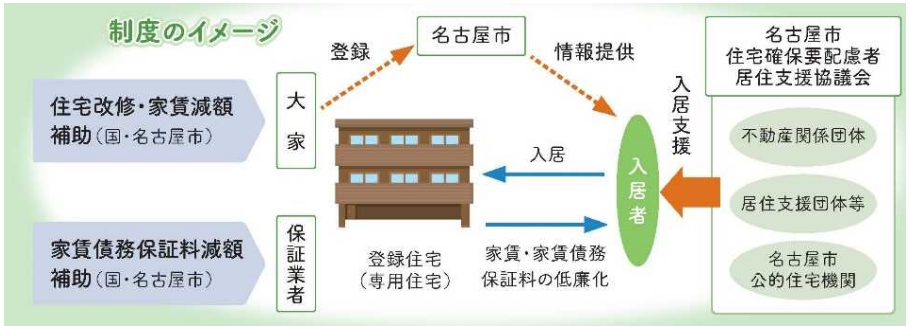 制度のイメージ
住宅改修・家賃減額
補助(国・名古屋市)
家賃債務保証料減額
補助(国・名古屋市)
大家
保証業者
登録
名古屋市
情報提供
登録住宅
(専用住宅)
入居
家賃・家賃債務
保証料の低廉化
入居者
入居支援
名古屋市
住宅確保要配慮者
居住支援協議会
不動産関係団体
居住支援団体等
名古屋市
公的住宅機関